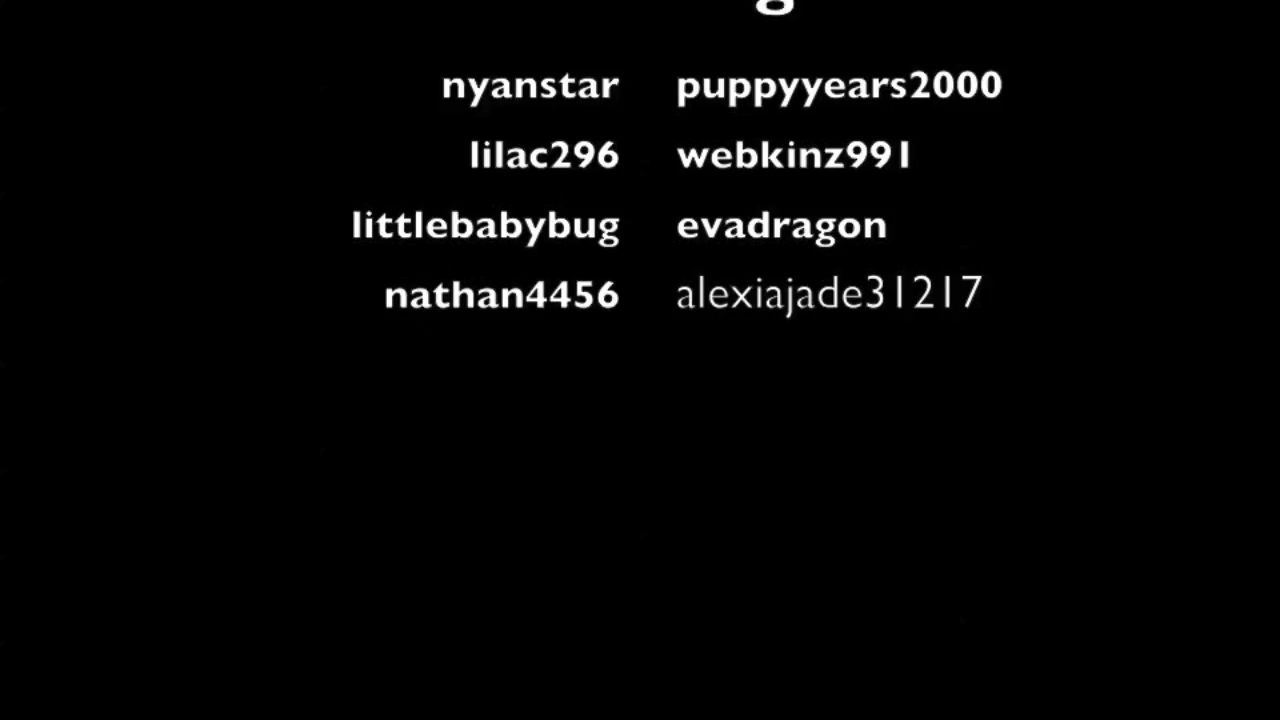 nyanstar puppyyears2000
lilac296 webkinz991
littlebabybug evadragon
nathan4456 alexiajade31217